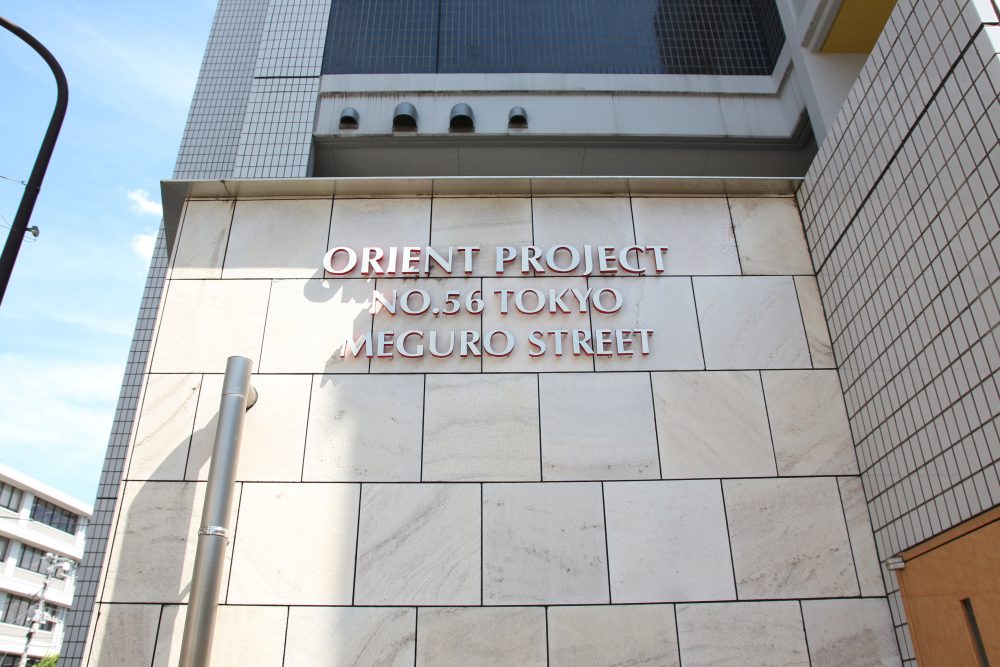 ORIENT PROJECT
NO.56 TOKYO
MEGURO STREET